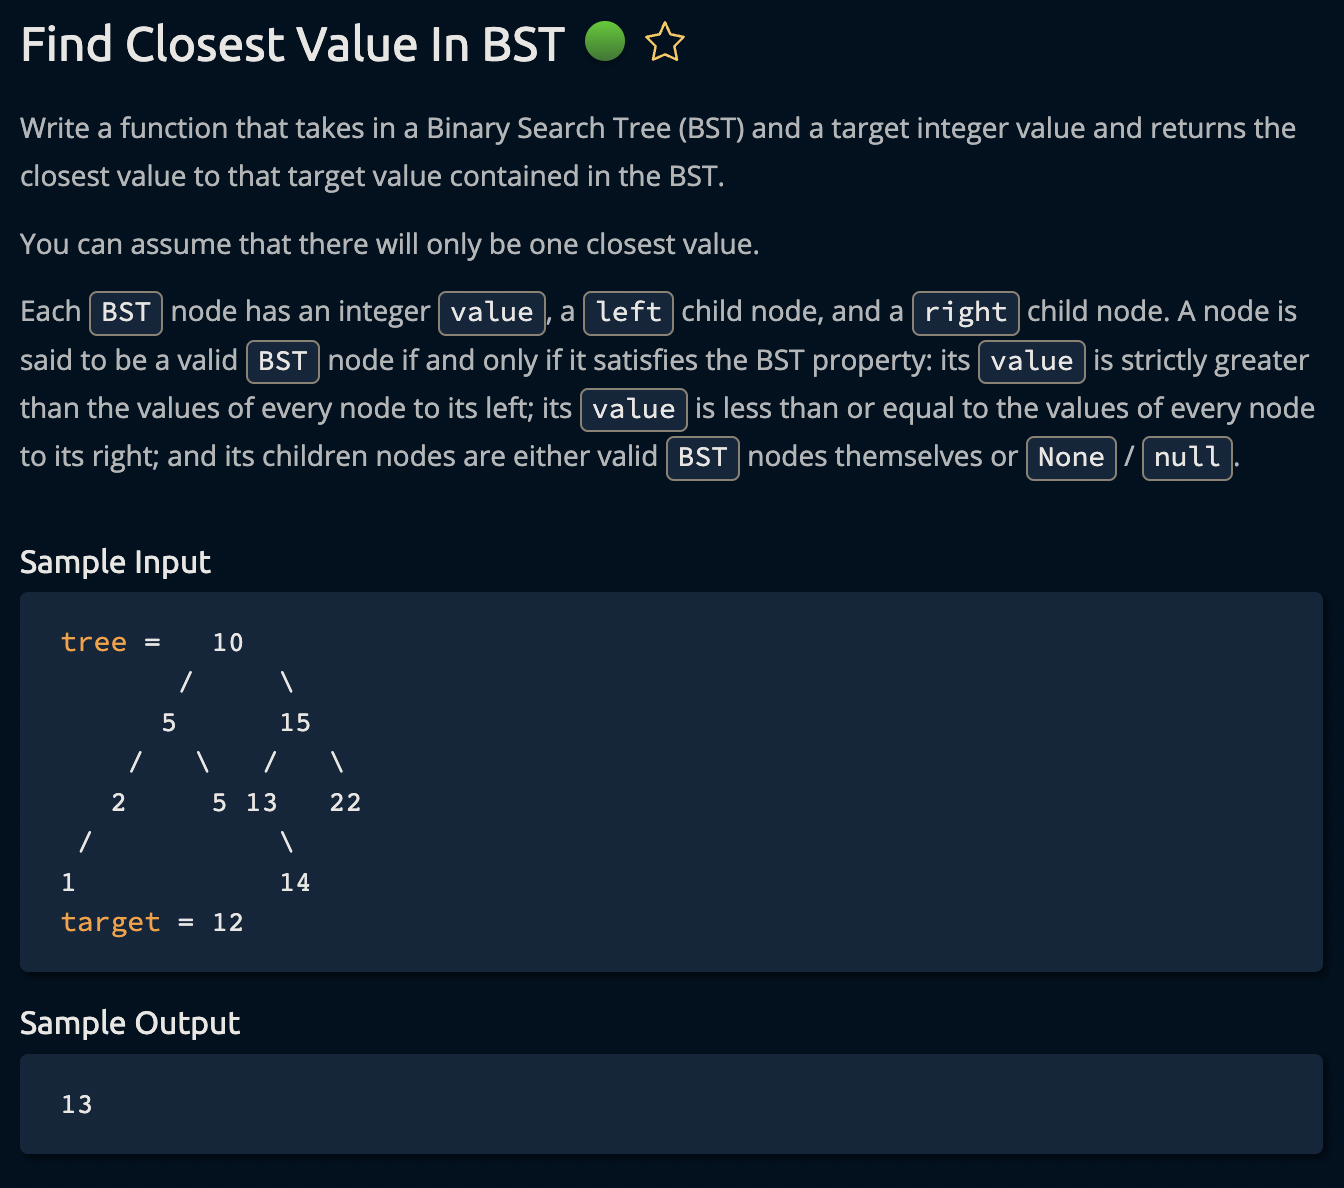 Find Closest Value In BST
Write a function that takes in a Binary Search Tree (BST) and a target integer value and returns the
closest value to that target value contained in the BST.
You can assume that there will only be one closest value.
Each BST node has an integer value, a left child node, and a right child node. A node is
said to be a valid BST node if and only if it satisfies the BST property: its value is strictly greater
than the values of every node to its left; its value is less than or equal to the values of every node
to its right; and its children nodes are either valid BST nodes themselves or None / null.
Sample Input
tree =   10
       /     \
      5      15
    /   \   /   \
   2     5 13   22
 /            \
1            14
target = 12
Sample Output
13